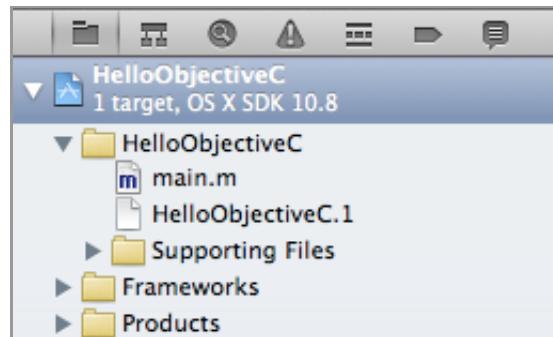 HelloObjectiveC
1 target, OS X SDK 10.8
HelloObjectiveC
m main.m
HelloObjectiveC.1
Supporting Files
Frameworks
Products